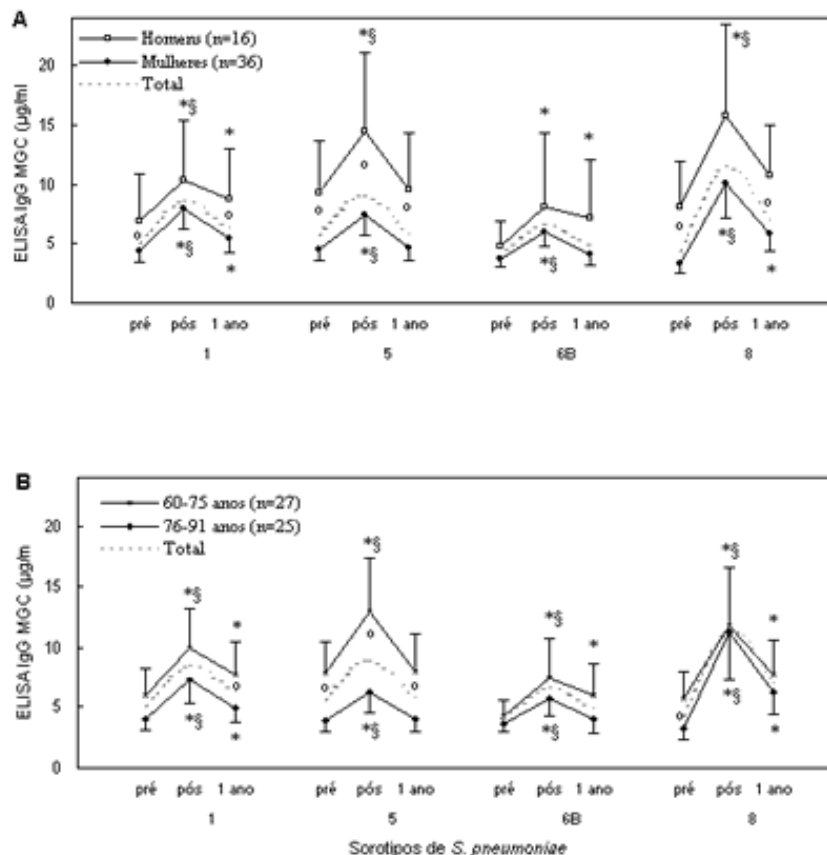 A
Homens (n=16)
Mulheres (n=36)
Total
ELISA IgG MGC (µg/ml
20
15
10
5
0
*§ * *§ * * *§
*§ * *§ *§ *§ *
pré pós 1 ano pré pós 1 ano pré pós 1 ano pré pós 1 ano
1 5 6B 8
B
60-75 anos (n=27)
76-91 anos (n=25)
Total
ELISA IgG MGC (µg/m
20
15
10
5
0
*§ * *§ *§ * *§ *
*§ * *§ *§ *§ *
pré pós 1 ano pré pós 1 ano pré pós 1 ano pré pós 1 ano
1 5 6B 8
Sorotipos de S. pneumoniae